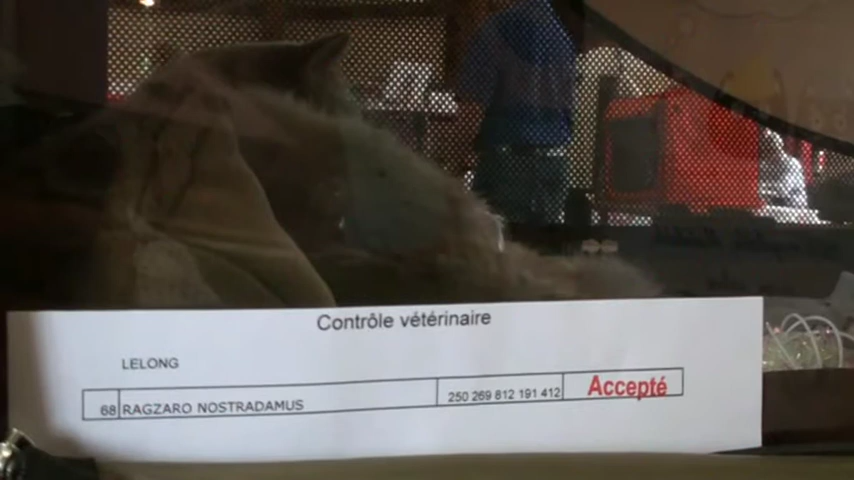 Contrôle vétérinaire
LELONG
68 RAGZARO NOSTRADAMUS 250 269 812 191 412 Accepté